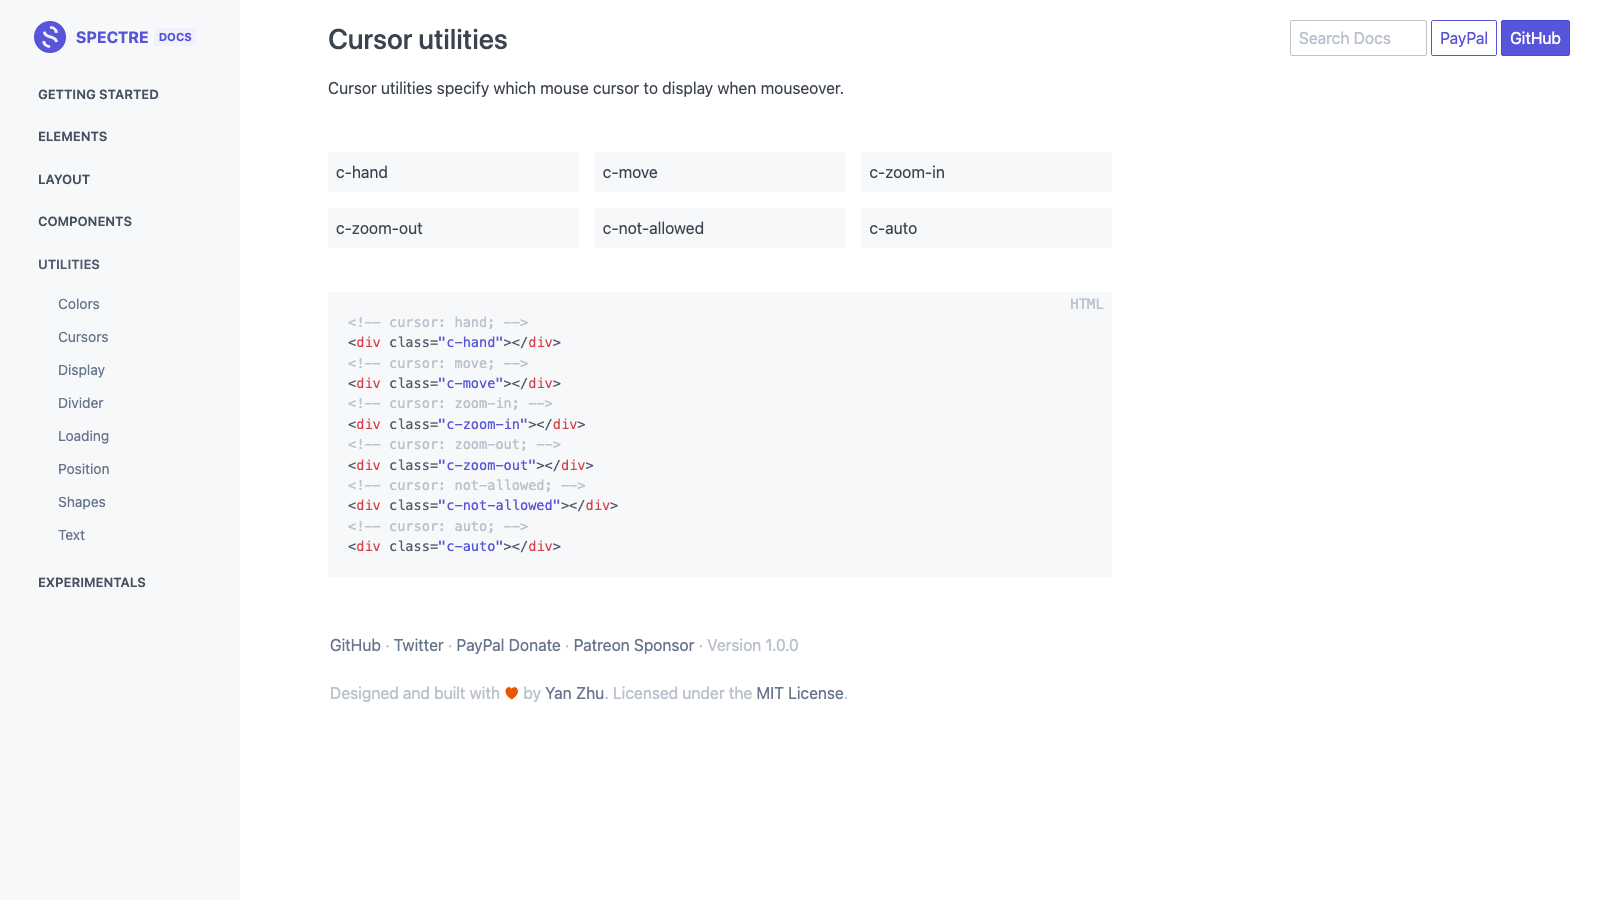 SPECTRE DOCS
GETTING STARTED
ELEMENTS
LAYOUT
COMPONENTS
UTILITIES
Colors
Cursors
Display
Divider
Loading
Position
Shapes
Text
EXPERIMENTALS
Search Docs PayPal GitHub
Cursor utilities
Cursor utilities specify which mouse cursor to display when mouseover.
c-hand c-move c-zoom-in
c-zoom-out c-not-allowed c-auto
HTML
<!-- cursor: hand; -->
<div class="c-hand"></div>
<!-- cursor: move; -->
<div class="c-move"></div>
<!-- cursor: zoom-in; -->
<div class="c-zoom-in"></div>
<!-- cursor: zoom-out; -->
<div class="c-zoom-out"></div>
<!-- cursor: not-allowed; -->
<div class="c-not-allowed"></div>
<!-- cursor: auto; -->
<div class="c-auto"></div>
GitHub · Twitter · PayPal Donate · Patreon Sponsor · Version 1.0.0
Designed and built with ♥ by Yan Zhu. Licensed under the MIT License.